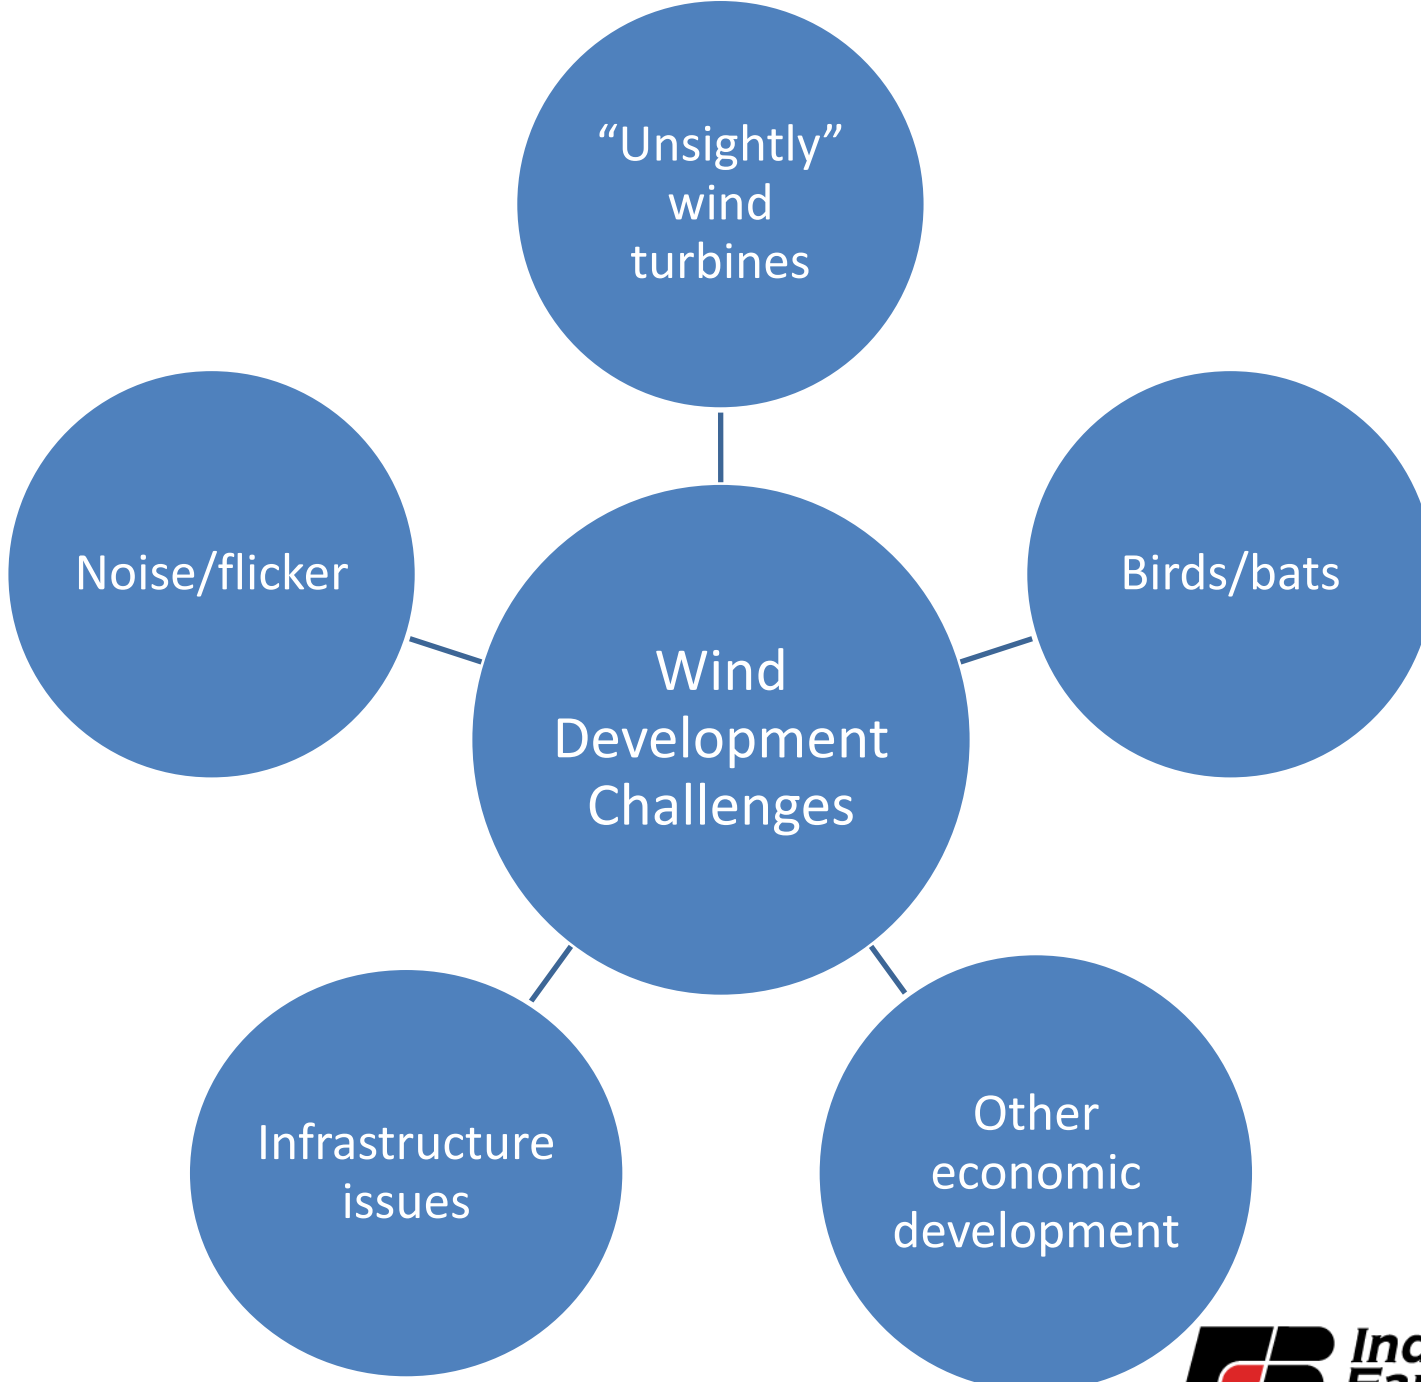 “Unsightly”
wind
turbines
Noise/flicker
Birds/bats
Wind
Development
Challenges
Infrastructure
issues
Other
economic
development